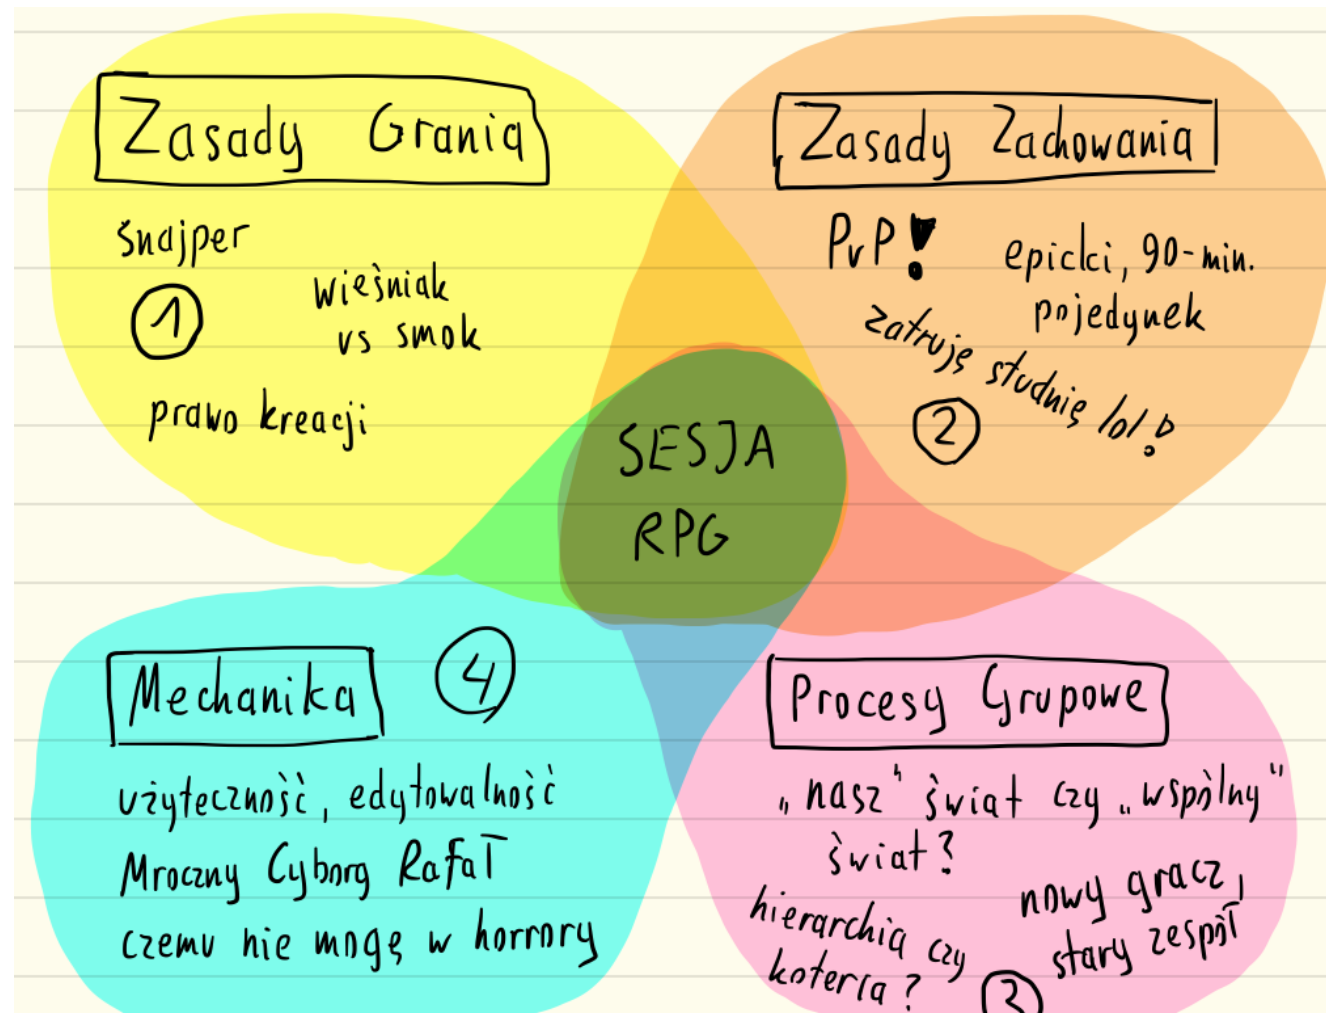 Zasady Grania
snajper
1
wieśniak
vs smok
prawo kreacji
Zasady Zachowania
PvP!
epicki, 90-min.
pojedynek
zatruję studnię lol!
2
SESJA
RPG
Mechanika
4
użyteczność, edytowalność
Mroczny Cyborg Rafał
czemu nie mogę w horrory
Procesy Grupowe
„nasz" świat czy „wspólny"
świat?
hierarchia czy
koteria?
nowy gracz,
stary zespół
3